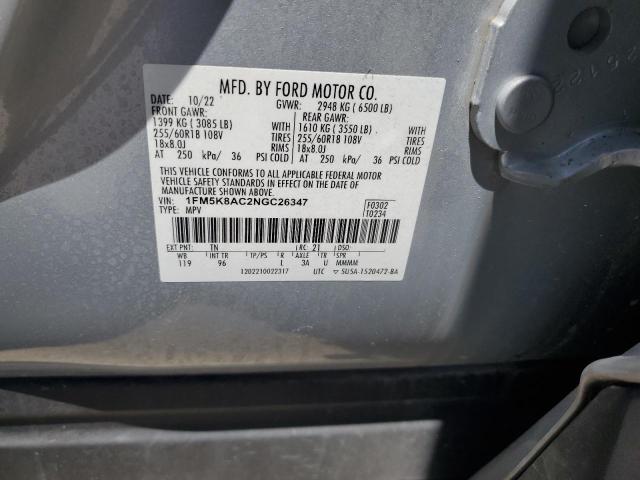 MFD. BY FORD MOTOR CO.
DATE: 10/22 GVWR: 2948 KG ( 6500 LB)
FRONT GAWR: REAR GAWR:
1399 KG ( 3085 LB) WITH 1610 KG ( 3550 LB) WITH
255/60R18 108V TIRES 255/60R18 108V TIRES
18x8.0J RIMS 18x8.0J RIMS
AT 250 kPa/ 36 PSI COLD AT 250 kPa/ 36 PSI COLD
THIS VEHICLE CONFORMS TO ALL APPLICABLE FEDERAL MOTOR
VEHICLE SAFETY AND THEFT PREVENTION STANDARDS IN EFFECT ON THE DATE OF
MANUFACTURE SHOWN ABOVE.
VIN: 1FM5K8AC2NGC26347 F0302
TYPE: MPV T0234
EXT PNT: TN RC: 21 DSO:
WB INT TR TP/PS R AXLE TR SPR
119 96 L 3A U MMMM
1202210022317 UTC ▽ 5U5A-1520472-BA